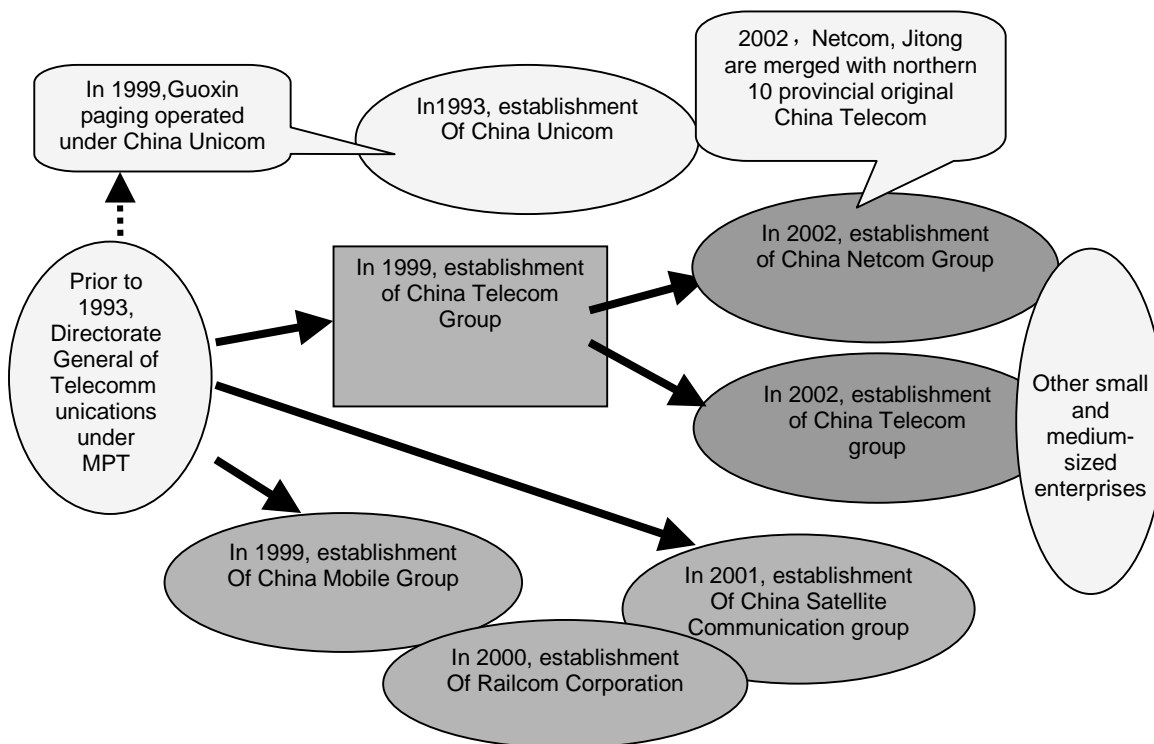 In 1999,Guoxin
paging operated
under China Unicom
In1993, establishment
Of China Unicom
2002，Netcom, Jitong
are merged with northern
10 provincial original
China Telecom
Prior to
1993,
Directorate
General of
Telecomm
unications
under
MPT
In 1999, establishment
of China Telecom
Group
In 2002, establishment
of China Netcom Group
In 2002, establishment
of China Telecom
group
Other small
and
medium-
sized
enterprises
In 1999, establishment
Of China Mobile Group
In 2001, establishment
Of China Satellite
Communication group
In 2000, establishment
Of Railcom Corporation